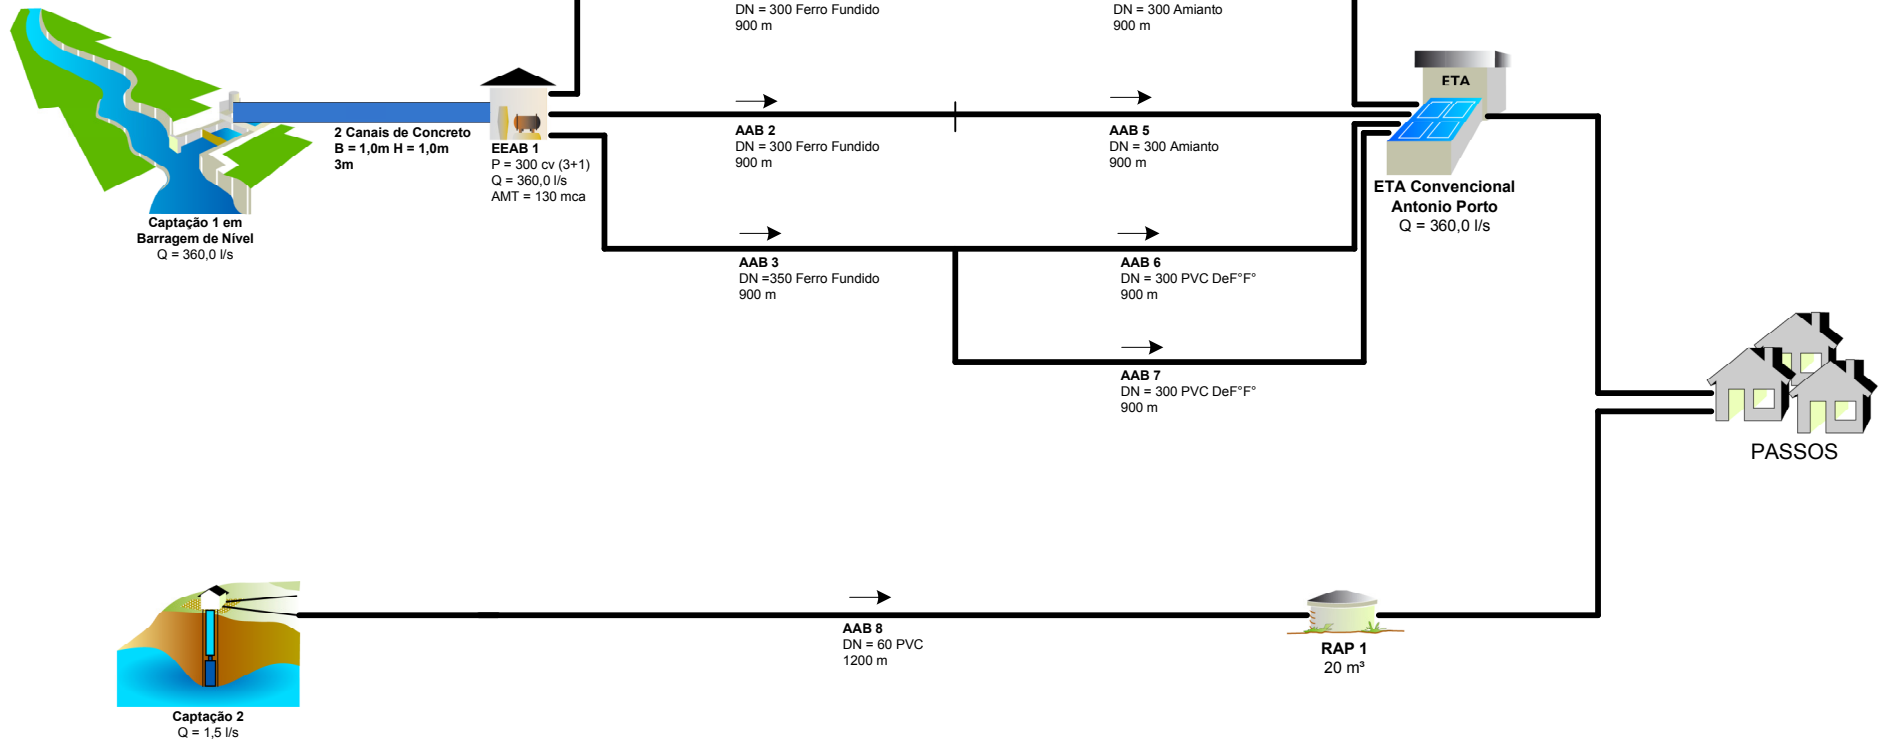 DN = 300 Ferro Fundido
900 m
DN = 300 Amianto
900 m
ETA
2 Canais de Concreto
B = 1,0m H = 1,0m
3m
EEAB 1
P = 300 cv (3+1)
Q = 360,0 l/s
AMT = 130 mca
AAB 2
DN = 300 Ferro Fundido
900 m
AAB 5
DN = 300 Amianto
900 m
ETA Convencional
Antonio Porto
Q = 360,0 l/s
Captação 1 em
Barragem de Nível
Q = 360,0 l/s
AAB 3
DN =350 Ferro Fundido
900 m
AAB 6
DN = 300 PVC DeF°F°
900 m
AAB 7
DN = 300 PVC DeF°F°
900 m
PASSOS
AAB 8
DN = 60 PVC
1200 m
RAP 1
20 m³
Captação 2
Q = 1,5 l/s